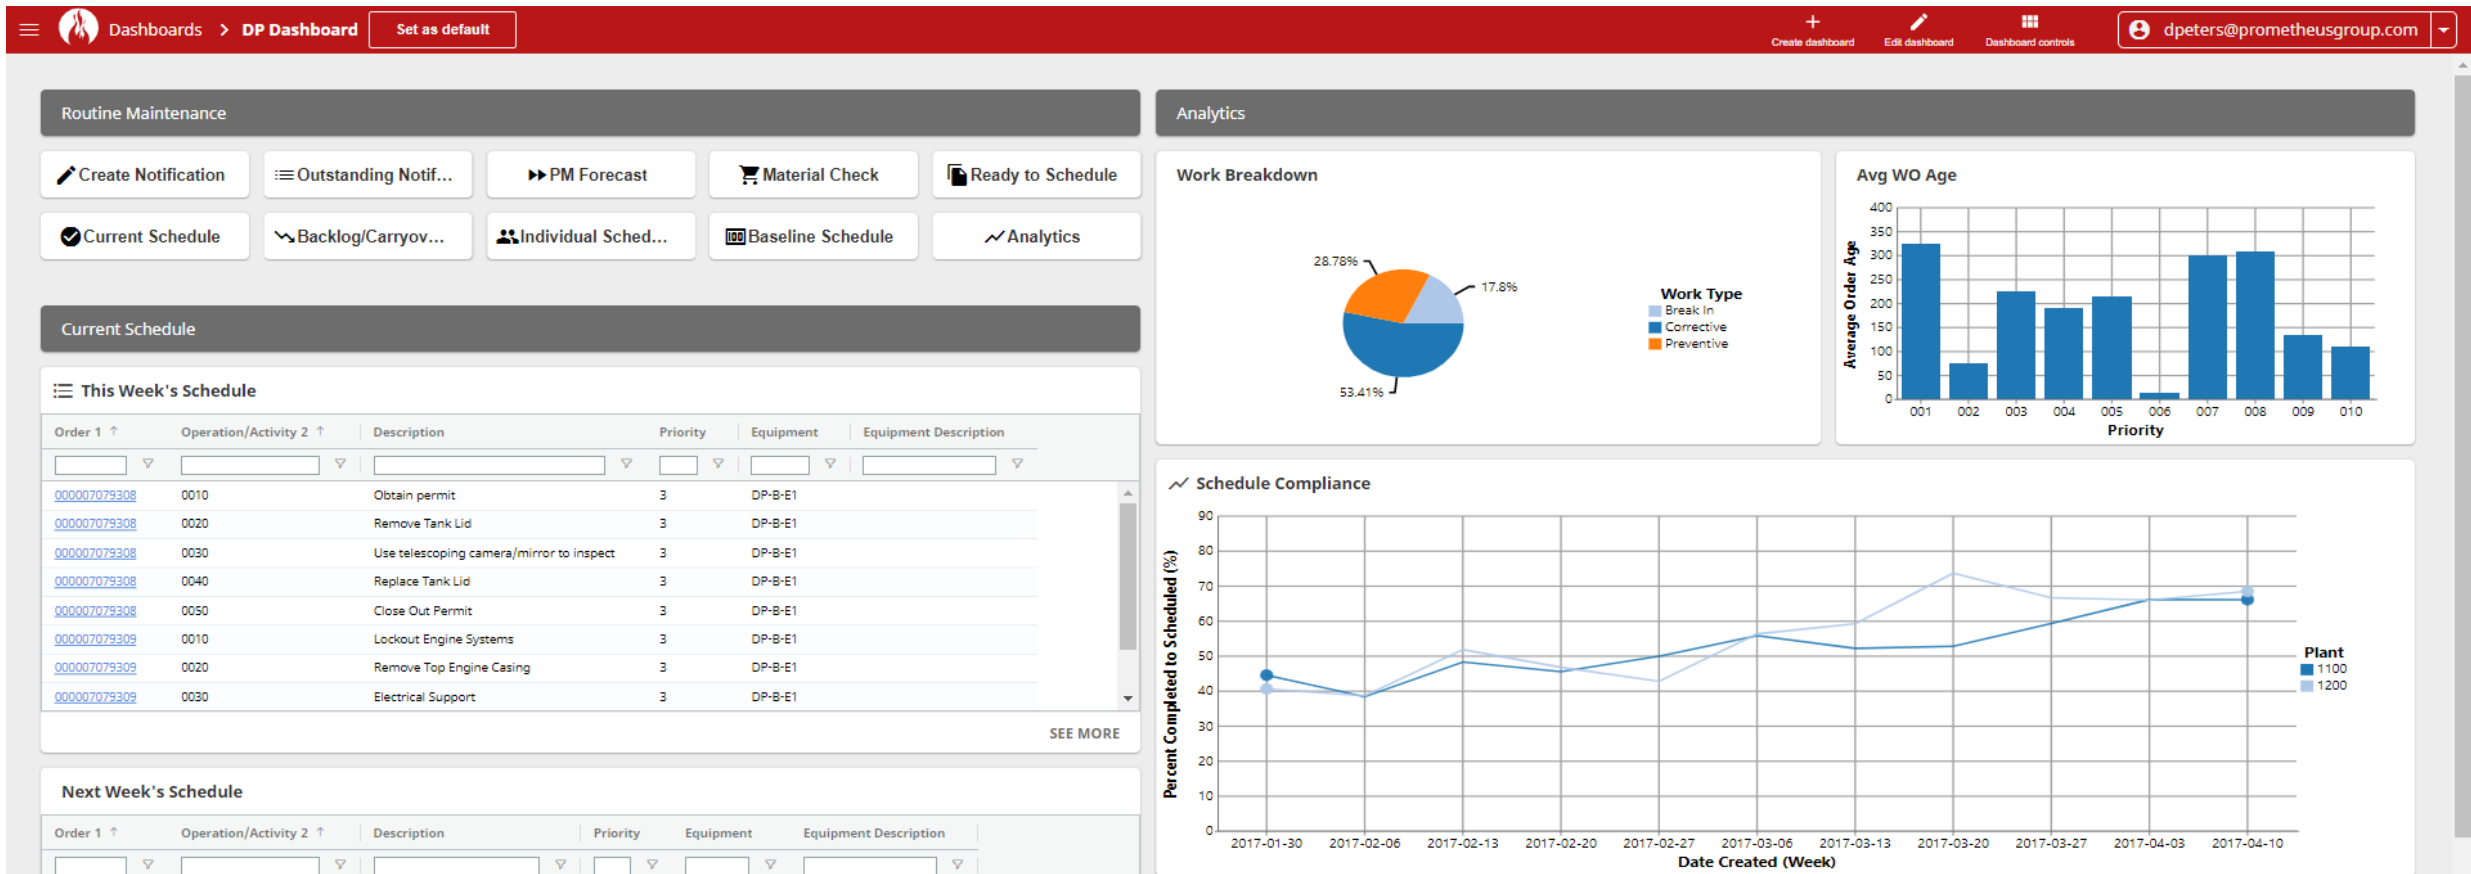 Dashboards > DP Dashboard Set as default
Create dashboard Edit dashboard Dashboard controls dpeters@prometheusgroup.com
Routine Maintenance
Create Notification Outstanding Notif... PM Forecast Material Check Ready to Schedule
Current Schedule Backlog/Carryov... Individual Sched... Baseline Schedule Analytics
Current Schedule
This Week's Schedule
Order 1 ↑ Operation/Activity 2 ↑ Description Priority Equipment Equipment Description
000007079308 0010 Obtain permit 3 DP-B-E1
000007079308 0020 Remove Tank Lid 3 DP-B-E1
000007079308 0030 Use telescoping camera/mirror to inspect 3 DP-B-E1
000007079308 0040 Replace Tank Lid 3 DP-B-E1
000007079308 0050 Close Out Permit 3 DP-B-E1
000007079309 0010 Lockout Engine Systems 3 DP-B-E1
000007079309 0020 Remove Top Engine Casing 3 DP-B-E1
000007079309 0030 Electrical Support 3 DP-B-E1
SEE MORE
Next Week's Schedule
Order 1 ↑ Operation/Activity 2 ↑ Description Priority Equipment Equipment Description
Analytics
Work Breakdown
28.78%
17.8%
53.41%
Work Type
Break In
Corrective
Preventive
Avg WO Age
Average Order Age
400
350
300
250
200
150
100
50
0
001 002 003 004 005 006 007 008 009 010
Priority
Schedule Compliance
Percent Completed to Scheduled (%)
90
80
70
60
50
40
30
20
10
0
2017-01-30 2017-02-06 2017-02-13 2017-02-20 2017-02-27 2017-03-06 2017-03-13 2017-03-20 2017-03-27 2017-04-03 2017-04-10
Date Created (Week)
Plant
1100
1200